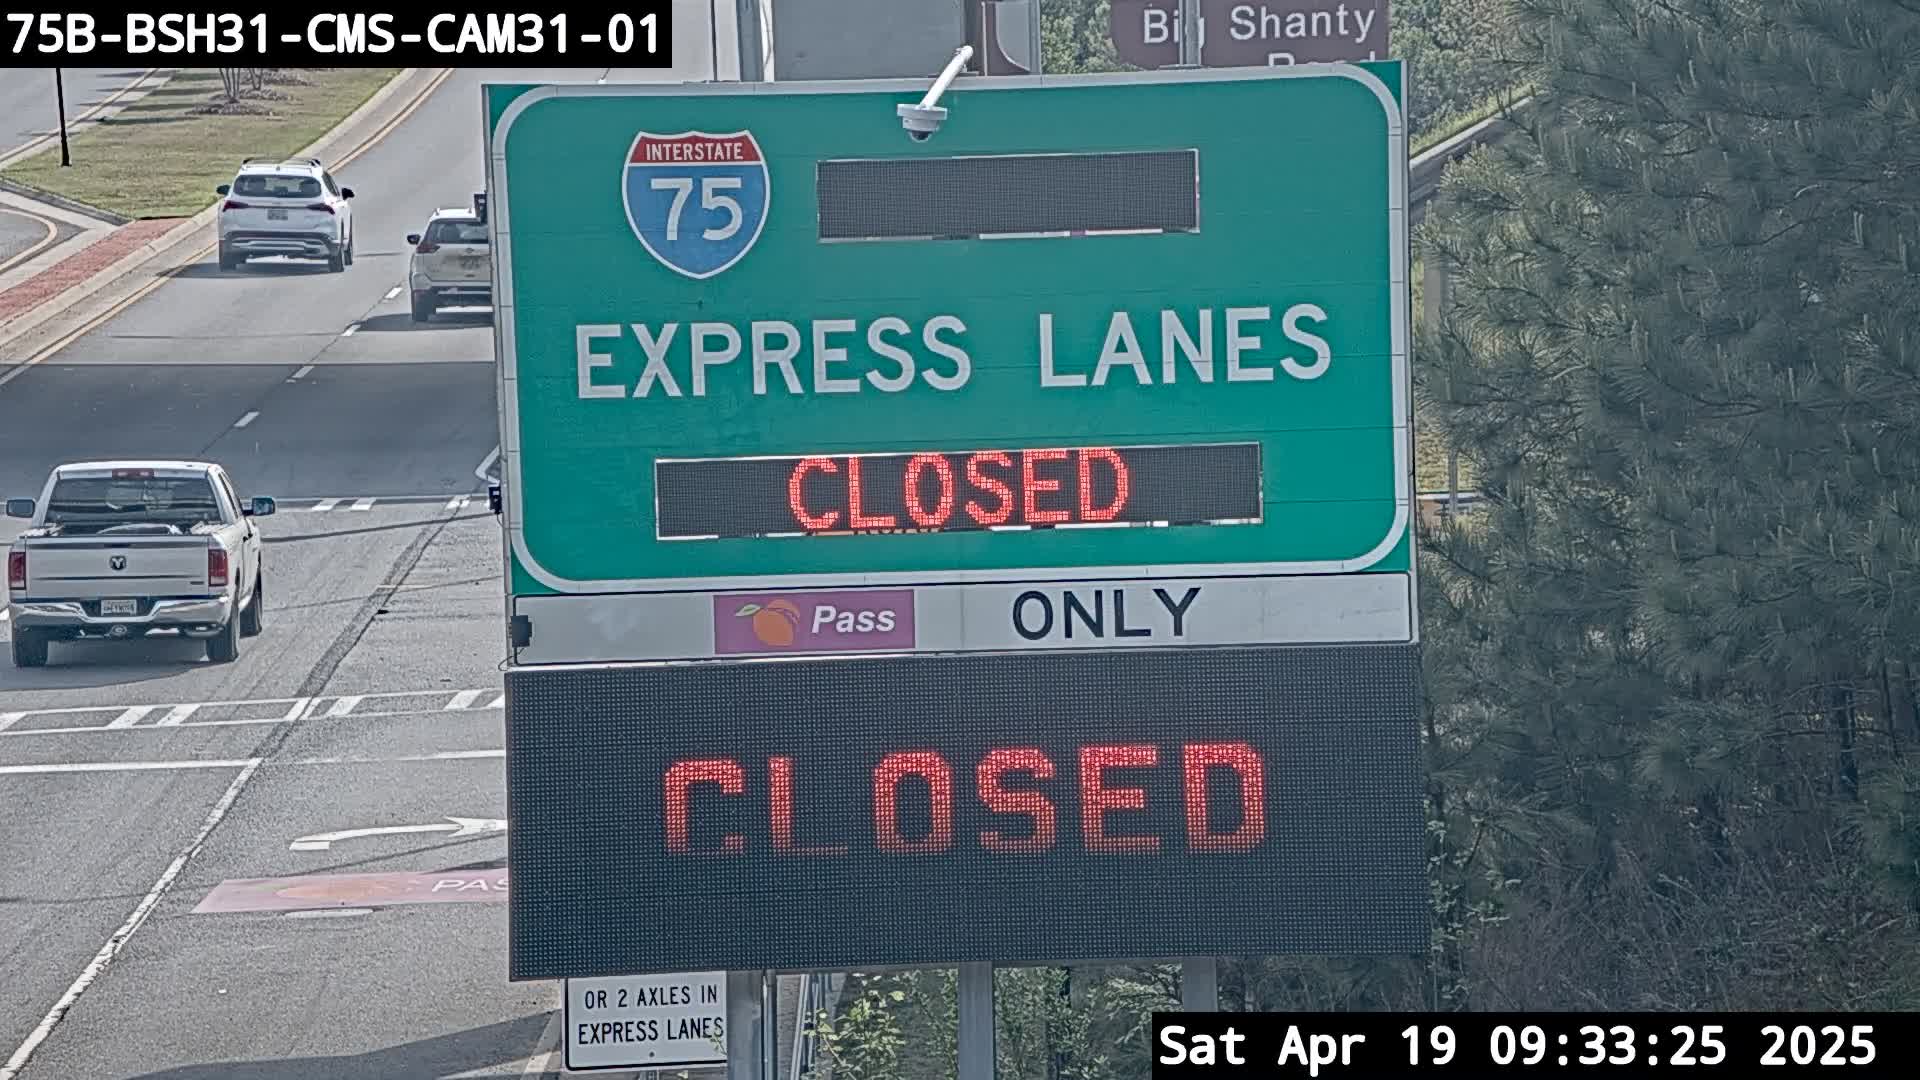 75B-BSH31-CMS-CAM31-01
Big Shanty
INTERSTATE
75
EXPRESS LANES
CLOSED
Pass ONLY
CLOSED
OR 2 AXLES IN
EXPRESS LANES
Sat Apr 19 09:33:25 2025